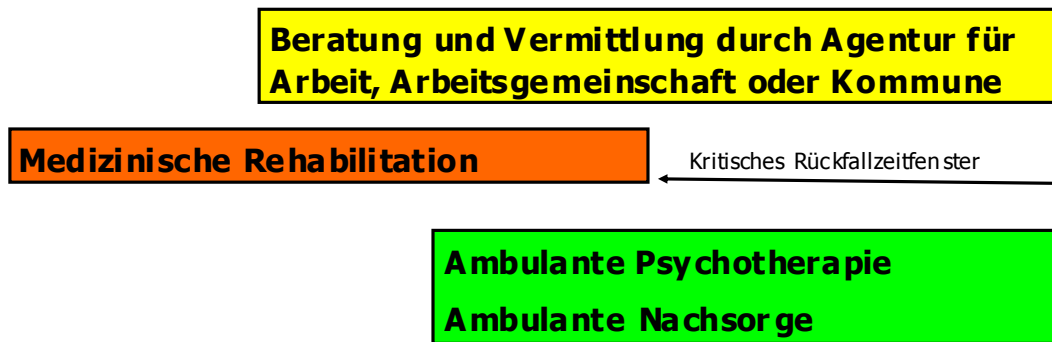 Beratung und Vermittlung durch Agentur für
Arbeit, Arbeitsgemeinschaft oder Kommune
Medizinische Rehabilitation
Kritisches Rückfallzeitfenster
Ambulante Psychotherapie
Ambulante Nachsorge